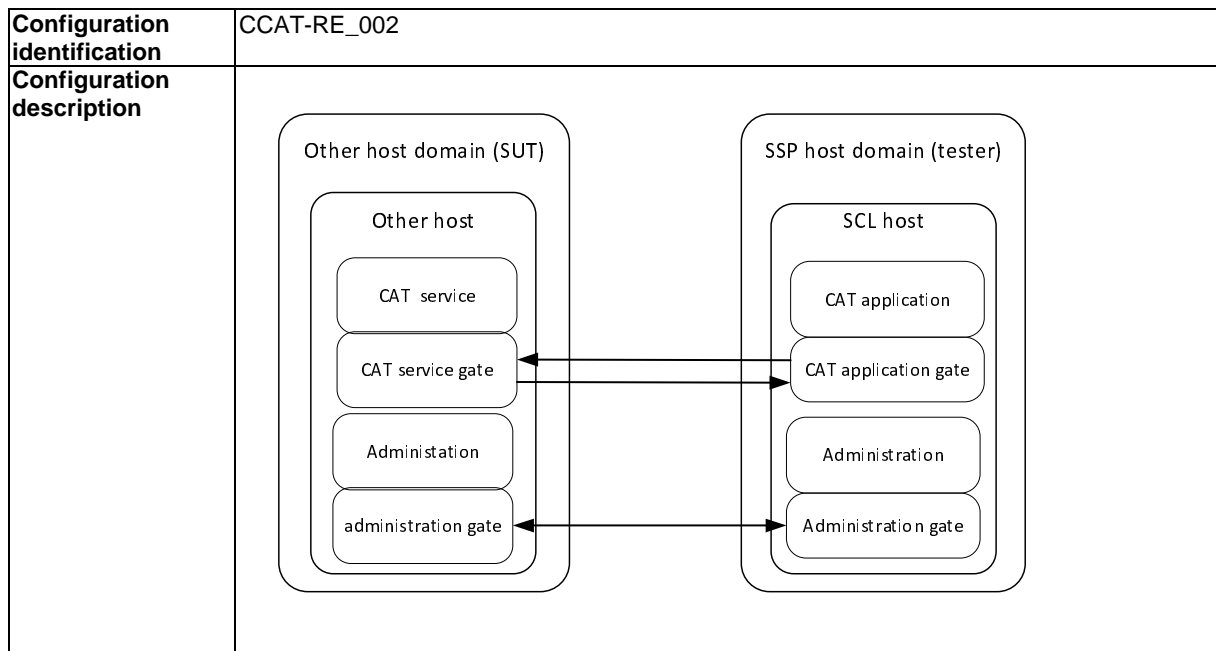 Configuration
identification
CCAT-RE_002
Configuration
description
Other host domain (SUT)
Other host
CAT service
CAT service gate
Administation
administration gate
SSP host domain (tester)
SCL host
CAT application
CAT application gate
Administration
Administration gate